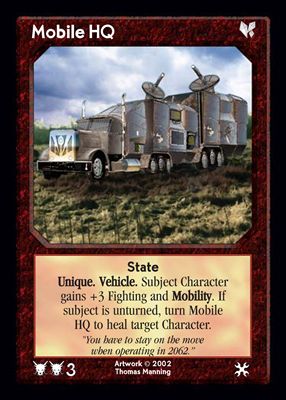 Mobile HQ
State
Unique. Vehicle. Subject Character
gains +3 Fighting and Mobility. If
subject is unturned, turn Mobile
HQ to heal target Character.
"You have to stay on the move
when operating in 2062."
Artwork © 2002
Thomas Manning
3